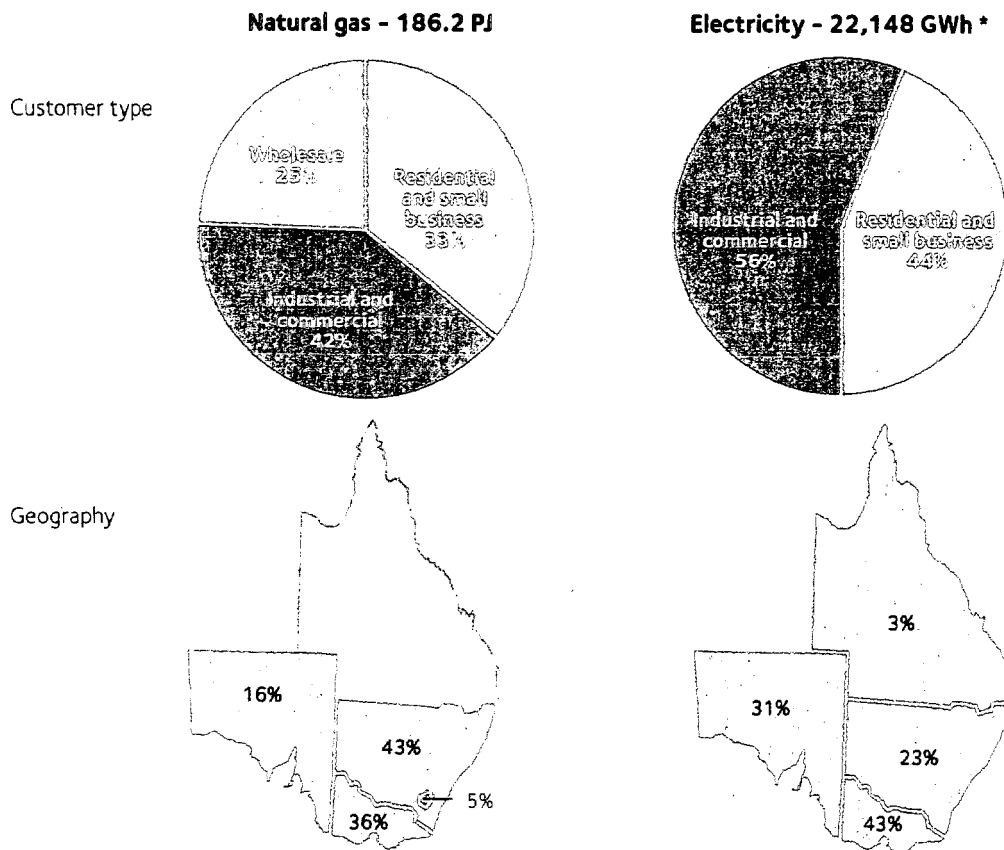 Natural gas – 186.2 PJ
Electricity – 22,148 GWh *
Customer type
Wholesale
25%
Residential
and small
business
33%
Industrial and
commercial
42%
Industrial and
commercial
56%
Residential and
small business
44%
Geography
16%
43%
5%
36%
3%
31%
23%
43%